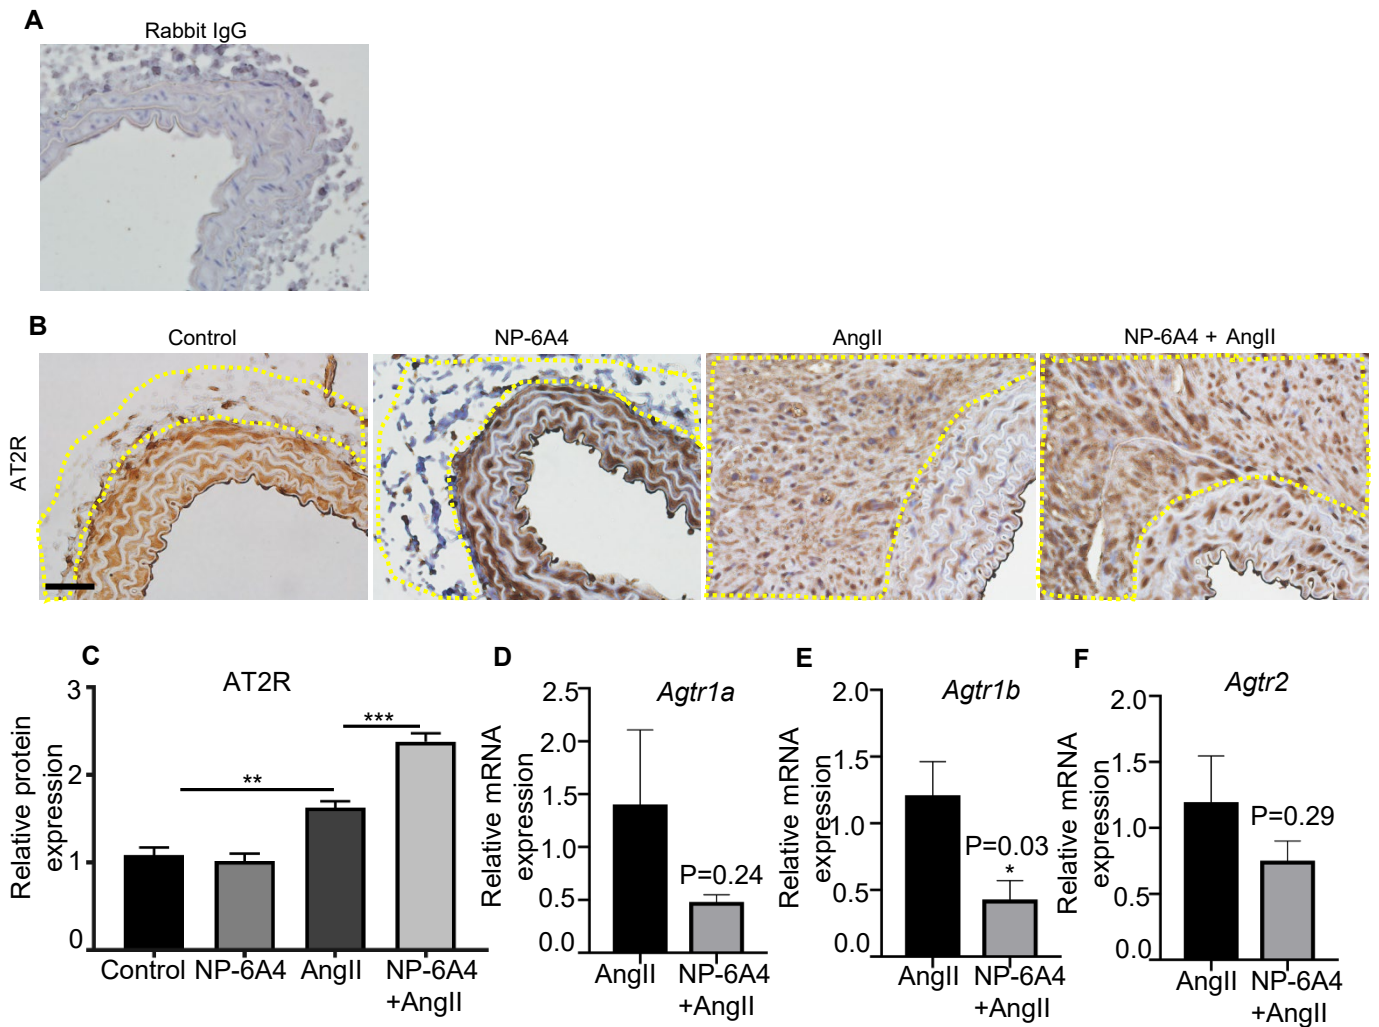 A
Rabbit IgG
B
Control
NP-6A4
AngII
NP-6A4 + AngII
AT2R
C
AT2R
Relative protein
expression
3
2
1
0
**
***
Control
NP-6A4
AngII
NP-6A4
+AngII
D
Agtr1a
Relative mRNA
expression
2.5
2.0
1.5
1.0
0.5
0.0
P=0.24
AngII
NP-6A4
+AngII
E
Agtr1b
Relative mRNA
expression
2.0
1.5
1.0
0.5
0.0
P=0.03
*
AngII
NP-6A4
+AngII
F
Agtr2
Relative mRNA
expression
2.0
1.5
1.0
0.5
0.0
P=0.29
AngII
NP-6A4
+AngII